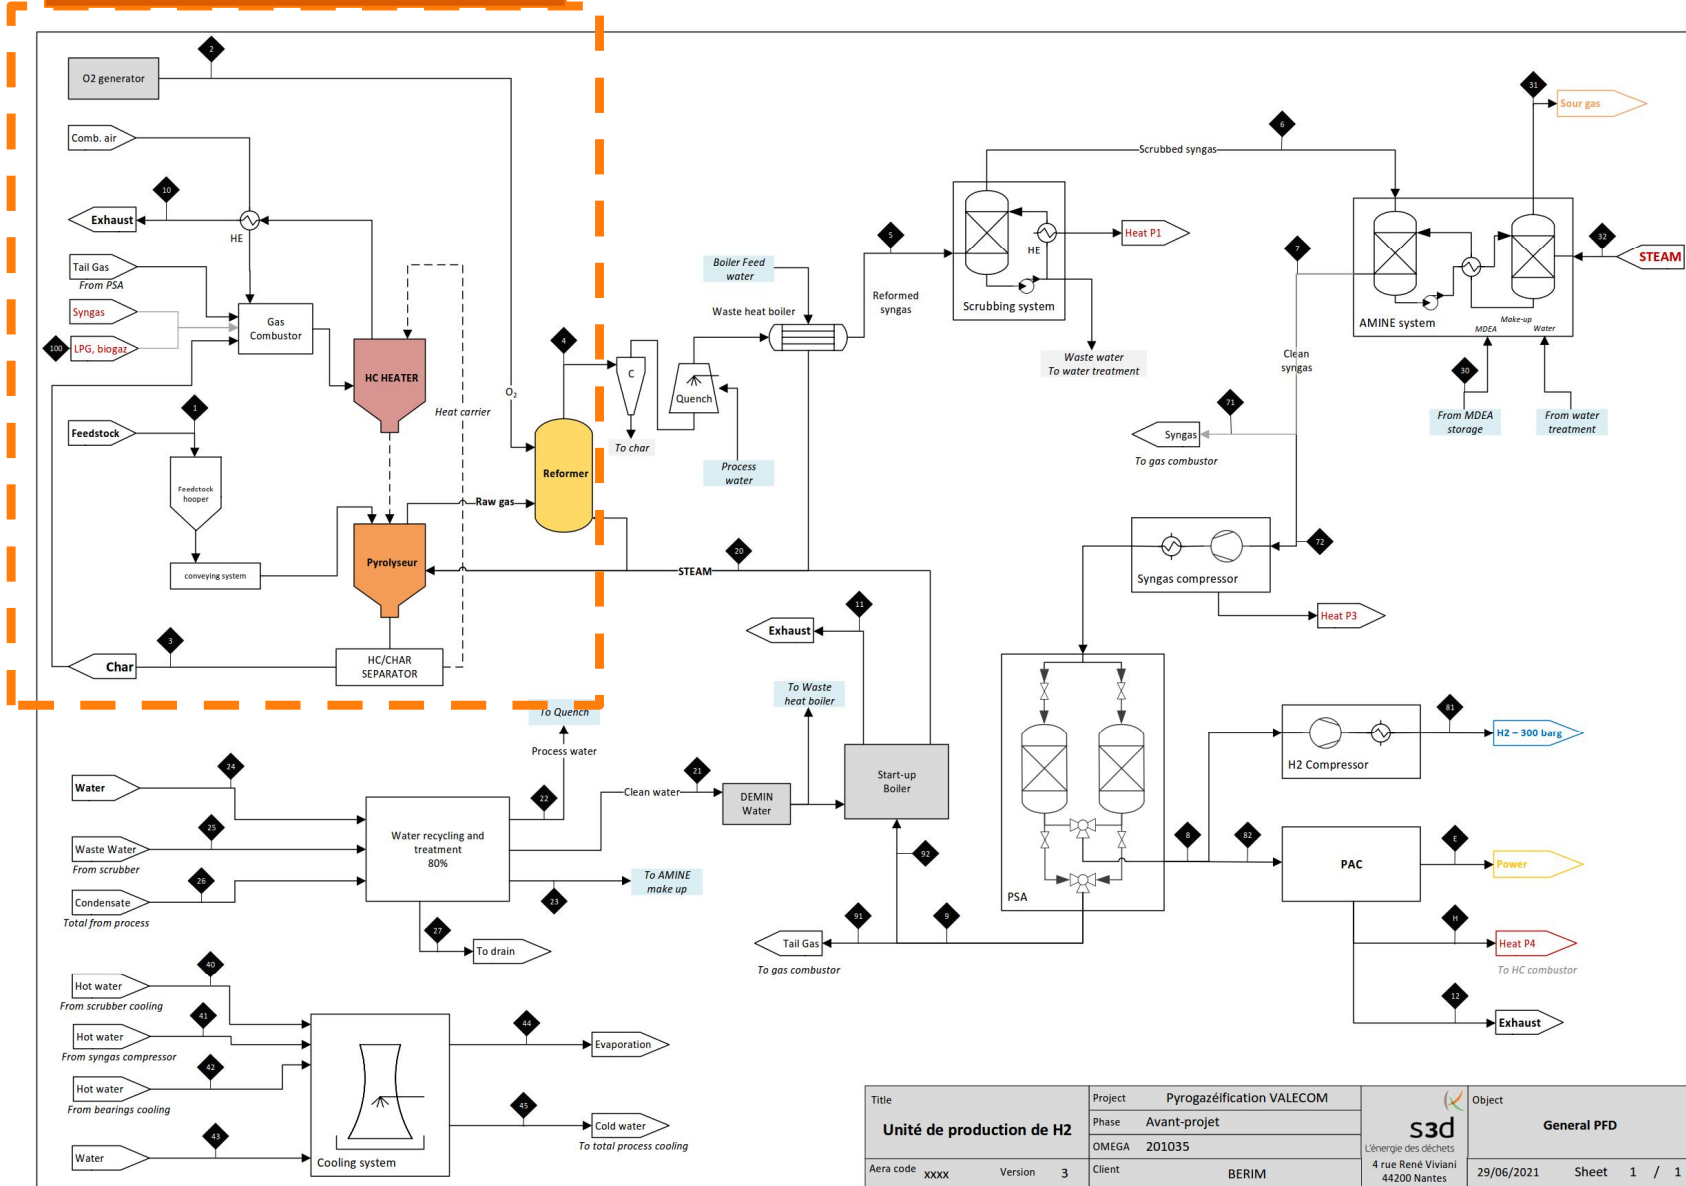 2
O2 generator
Comb. air
10
Exhaust
HE
Tail Gas
From PSA
Syngas
100
LPG, biogaz
Gas
Combustor
HC HEATER
Heat carrier
1
Feedstock
Feedstock
hooper
conveying system
Pyrolyseur
Raw gas
O2
Reformer
3
Char
HC/CHAR
SEPARATOR
4
C
To char
Quench
Process
water
Boiler Feed
water
Waste heat boiler
5
Reformed
syngas
STEAM
20
Scrubbed syngas
6
HE
Scrubbing system
Heat P1
Waste water
To water treatment
31
Sour gas
32
STEAM
AMINE system
Make-up
MDEA
Water
30
From MDEA
storage
From water
treatment
7
Clean
syngas
71
Syngas
To gas combustor
72
Syngas compressor
Heat P3
11
Exhaust
To Waste
heat boiler
To Quench
Process water
24
Water
25
Waste Water
From scrubber
26
Condensate
Total from process
Water recycling and
treatment
80%
22
21
Clean water
DEMIN
Water
Start-up
Boiler
23
To AMINE
make up
27
To drain
92
91
9
Tail Gas
To gas combustor
PSA
8
82
81
H2 Compressor
H2 – 300 barg
PAC
E
Power
H
Heat P4
To HC combustor
12
Exhaust
40
Hot water
From scrubber cooling
41
Hot water
From syngas compressor
42
Hot water
From bearings cooling
43
Water
Cooling system
44
Evaporation
45
Cold water
To total process cooling
Title
Unité de production de H2
Aera code xxxx Version 3
Project Pyrogazéification VALECOM
Phase Avant-projet
OMEGA 201035
Client BERIM
s3d
L'énergie des déchets
4 rue René Viviani
44200 Nantes
Object
General PFD
29/06/2021 Sheet 1 / 1